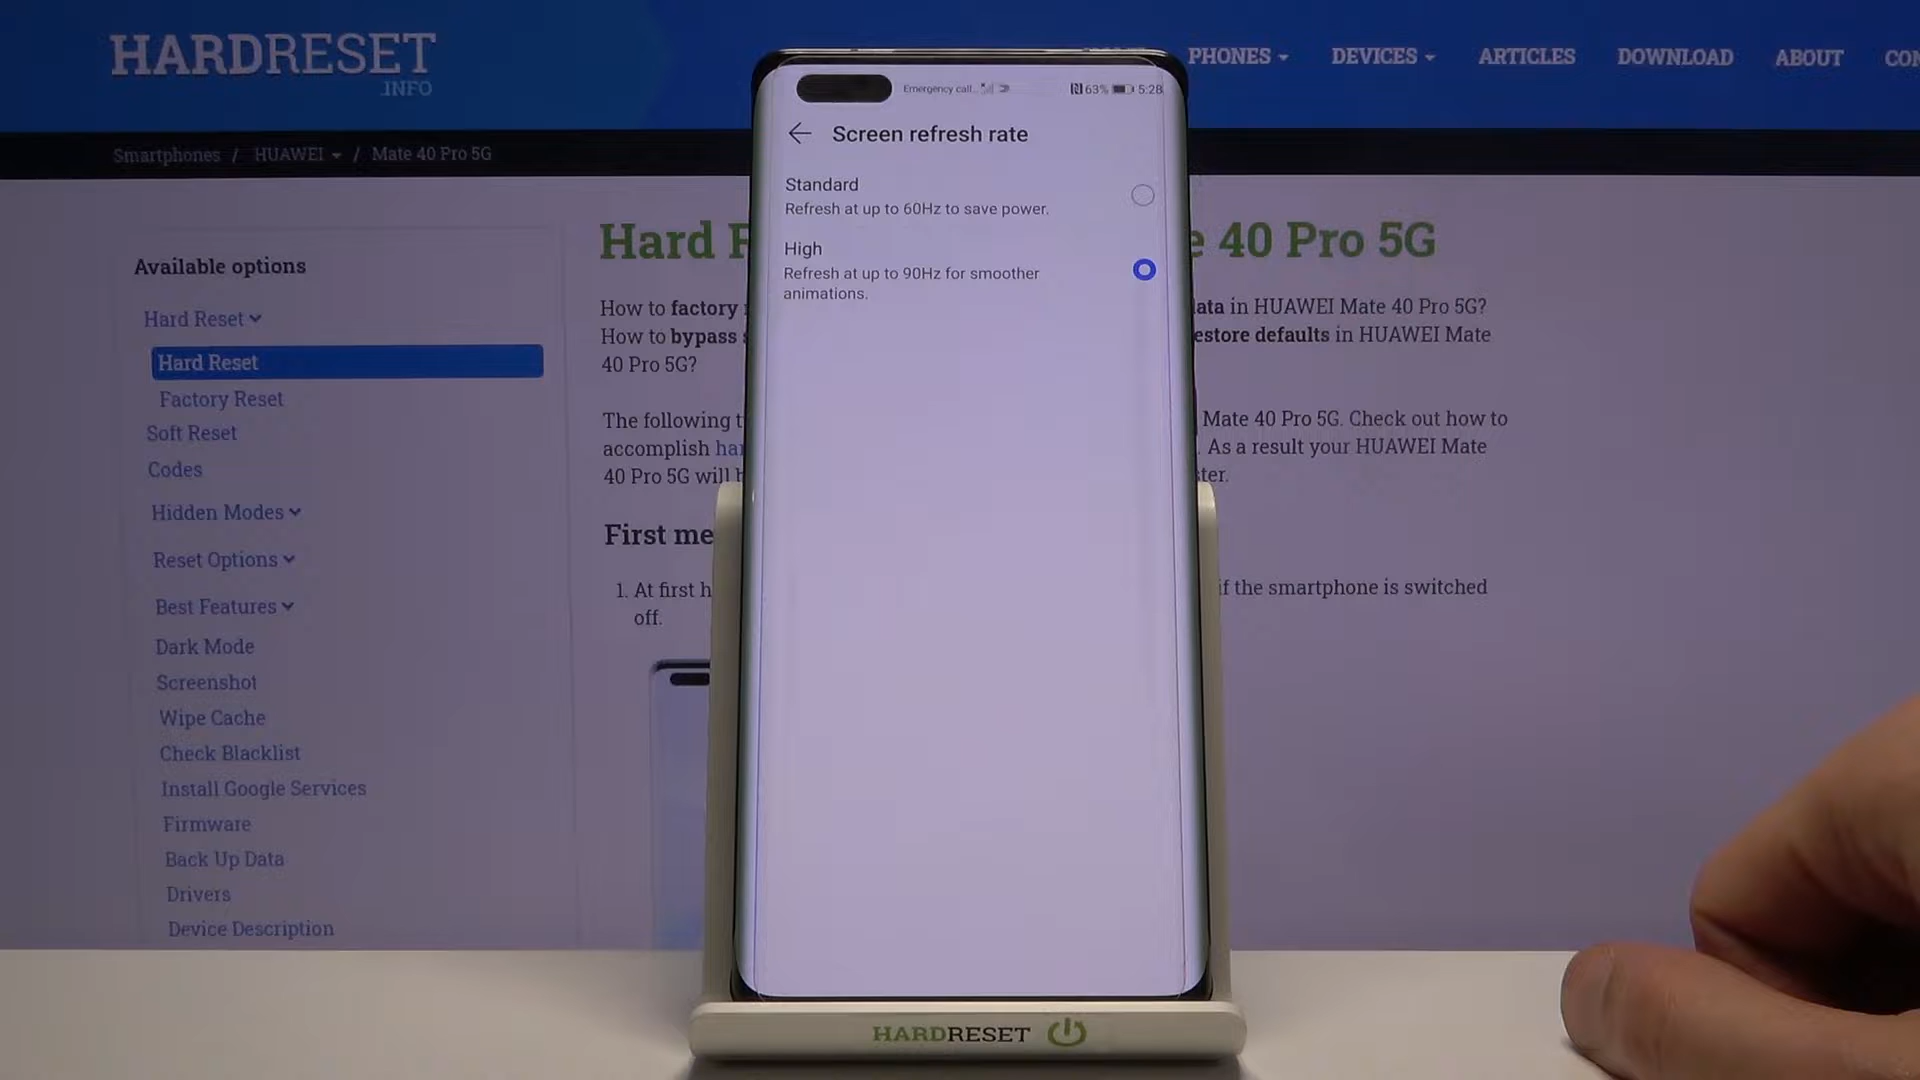 HARDRESET
.INFO
PHONES
DEVICES
ARTICLES
DOWNLOAD
ABOUT
Smartphones / HUAWEI / Mate 40 Pro 5G
Emergency call... 63% 5:28
Screen refresh rate
Standard
Refresh at up to 60Hz to save power.
High
Refresh at up to 90Hz for smoother
animations.
Available options
Hard Reset
Hard Reset
Factory Reset
Soft Reset
Codes
Hidden Modes
Reset Options
Best Features
Dark Mode
Screenshot
Wipe Cache
Check Blacklist
Install Google Services
Firmware
Back Up Data
Drivers
Device Description
Hard 40 Pro 5G
How to factory in HUAWEI Mate 40 Pro 5G?
How to bypass defaults in HUAWEI Mate
40 Pro 5G?
The following Mate 40 Pro 5G. Check out how to
accomplish . As a result your HUAWEI Mate
40 Pro 5G will
First
1. At first if the smartphone is switched
off.
HARDRESET